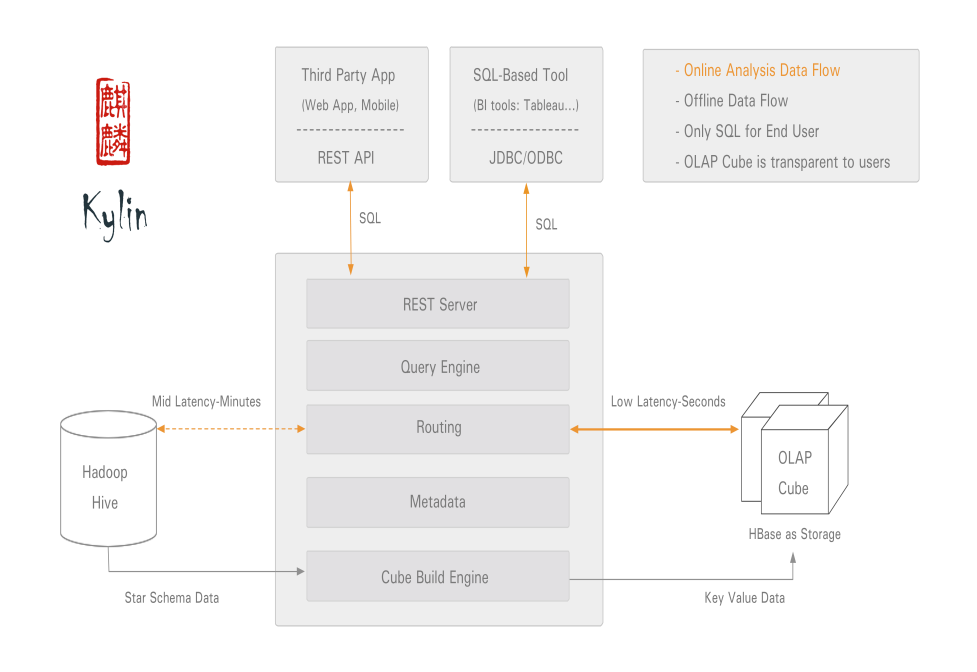 麒麟
Kylin
Third Party App
(Web App, Mobile)
REST API
SQL-Based Tool
(BI tools: Tableau...)
JDBC/ODBC
- Online Analysis Data Flow
- Offline Data Flow
- Only SQL for End User
- OLAP Cube is transparent to users
SQL
SQL
REST Server
Query Engine
Mid Latency-Minutes
Routing
Low Latency-Seconds
Hadoop
Hive
OLAP
Cube
Metadata
HBase as Storage
Cube Build Engine
Star Schema Data
Key Value Data